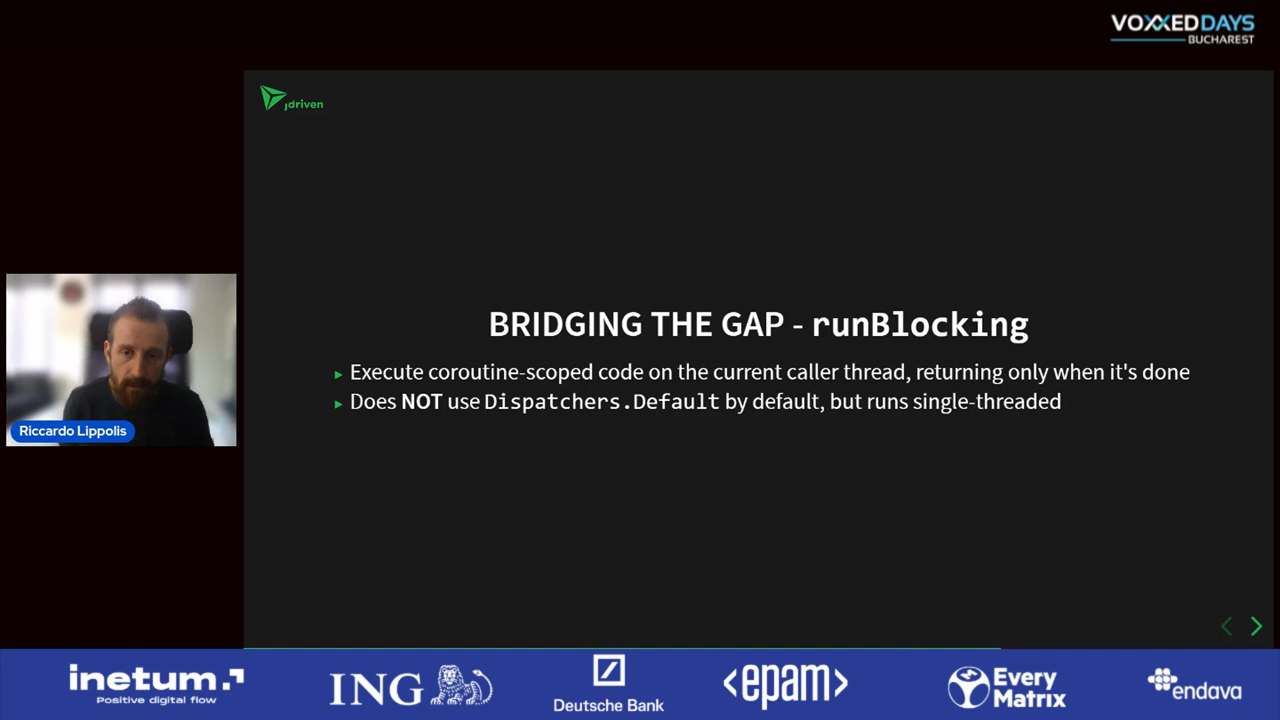 VOXXED DAYS
BUCHAREST
jdriven
BRIDGING THE GAP - runBlocking
▸ Execute coroutine-scoped code on the current caller thread, returning only when it's done
▸ Does NOT use Dispatchers.Default by default, but runs single-threaded
Riccardo Lippolis
inetum.
Positive digital flow
ING
Deutsche Bank
<epam>
Every
Matrix
endava